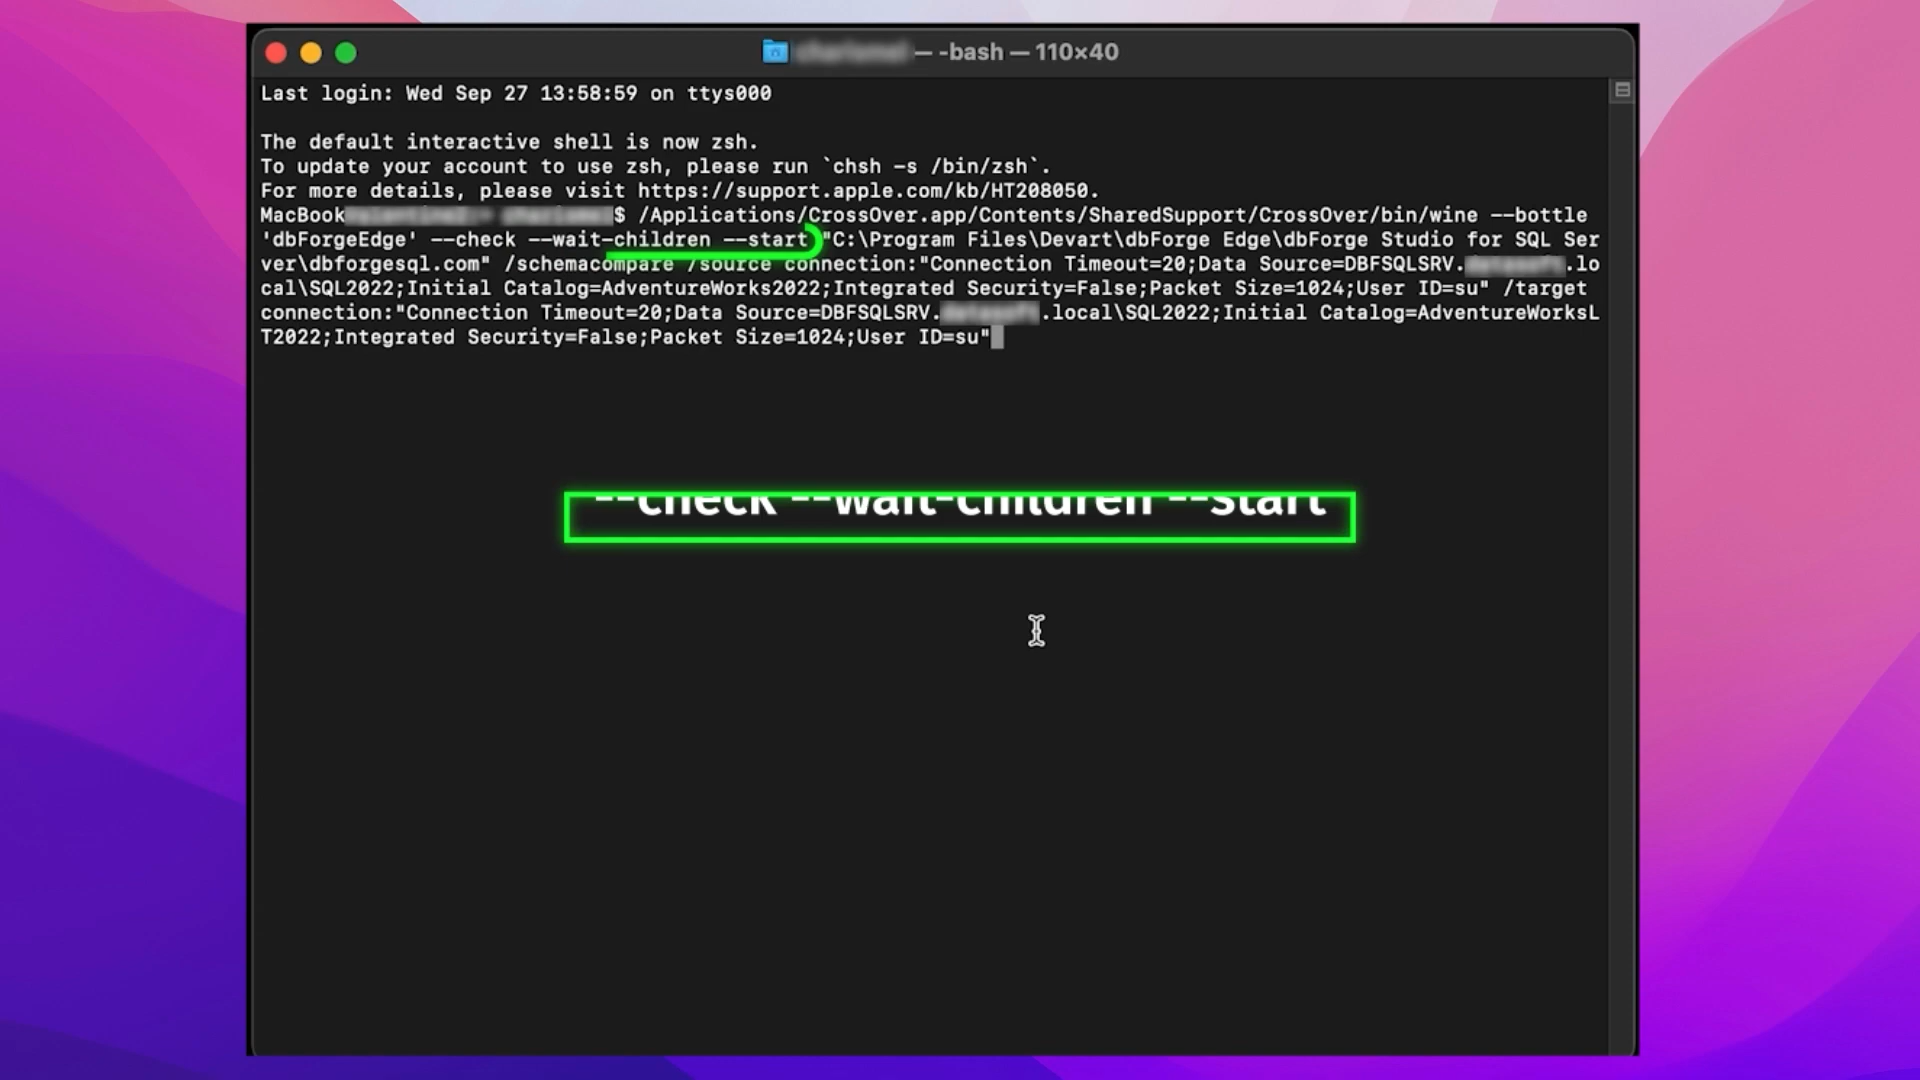 — -bash — 110×40
Last login: Wed Sep 27 13:58:59 on ttys000
The default interactive shell is now zsh.
To update your account to use zsh, please run `chsh -s /bin/zsh`.
For more details, please visit https://support.apple.com/kb/HT208050.
MacBook $ /Applications/CrossOver.app/Contents/SharedSupport/CrossOver/bin/wine --bottle
'dbForgeEdge' --check --wait-children --start "C:\Program Files\Devart\dbForge Edge\dbForge Studio for SQL Ser
ver\dbforgesql.com" /schemacompare /source connection:"Connection Timeout=20;Data Source=DBFSQLSRV. .lo
cal\SQL2022;Initial Catalog=AdventureWorks2022;Integrated Security=False;Packet Size=1024;User ID=su" /target
connection:"Connection Timeout=20;Data Source=DBFSQLSRV. .local\SQL2022;Initial Catalog=AdventureWorksL
T2022;Integrated Security=False;Packet Size=1024;User ID=su"
--check --wait-children --start